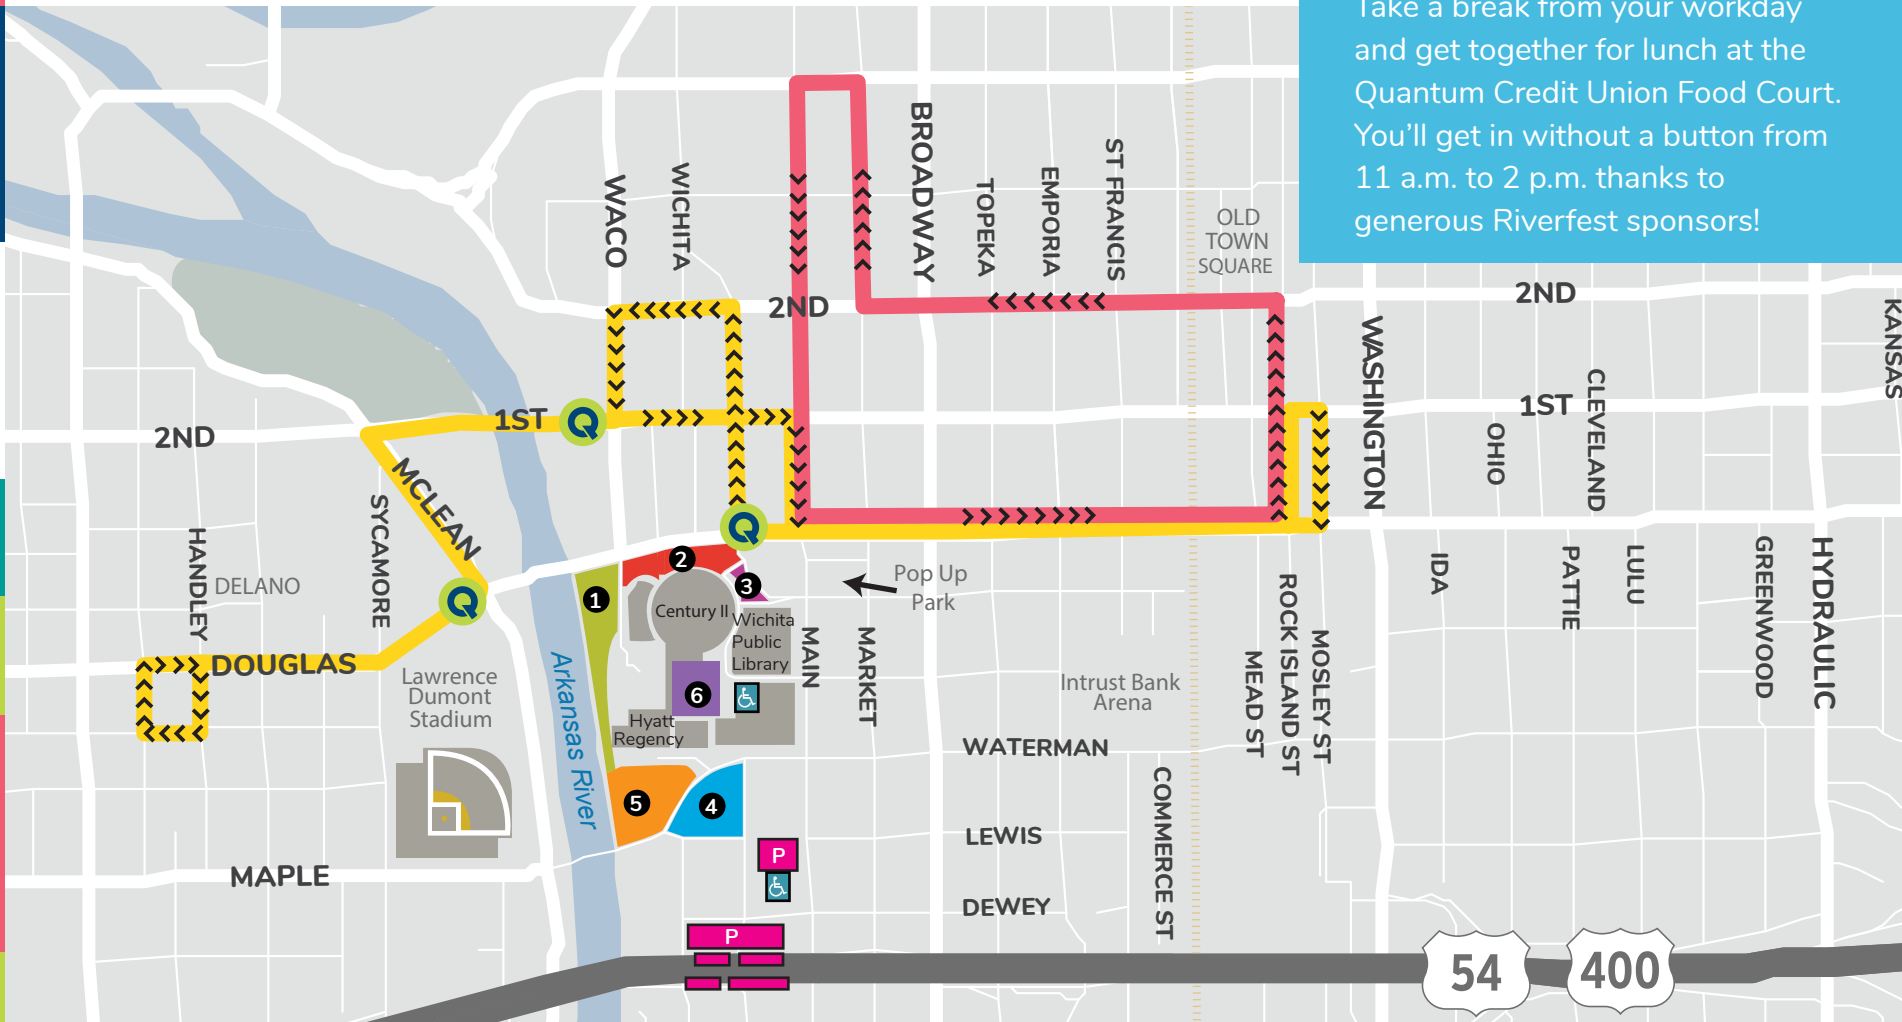 Take a break from your workday
and get together for lunch at the
Quantum Credit Union Food Court.
You'll get in without a button from
11 a.m. to 2 p.m. thanks to
generous Riverfest sponsors!
BROADWAY
ST FRANCIS
WICHITA
EMPORIA
WACO
TOPEKA
OLD
TOWN
SQUARE
2ND
2ND
KANSAS
WASHINGTON
CLEVELAND
1ST
1ST
OHIO
2ND
MCLEAN
SYCAMORE
HANDLEY
DELANO
Q
Q
Q
2
3
1
Century II
Wichita
Public
Library
Pop Up
Park
IDA
PATTIE
LULU
GREENWOOD
HYDRAULIC
ROCK ISLAND ST
MOSLEY ST
MEAD ST
MAIN
MARKET
DOUGLAS
Lawrence
Dumont
Stadium
Arkansas River
6
Hyatt
Regency
Intrust Bank
Arena
WATERMAN
COMMERCE ST
5
4
LEWIS
P
MAPLE
DEWEY
P
54
400